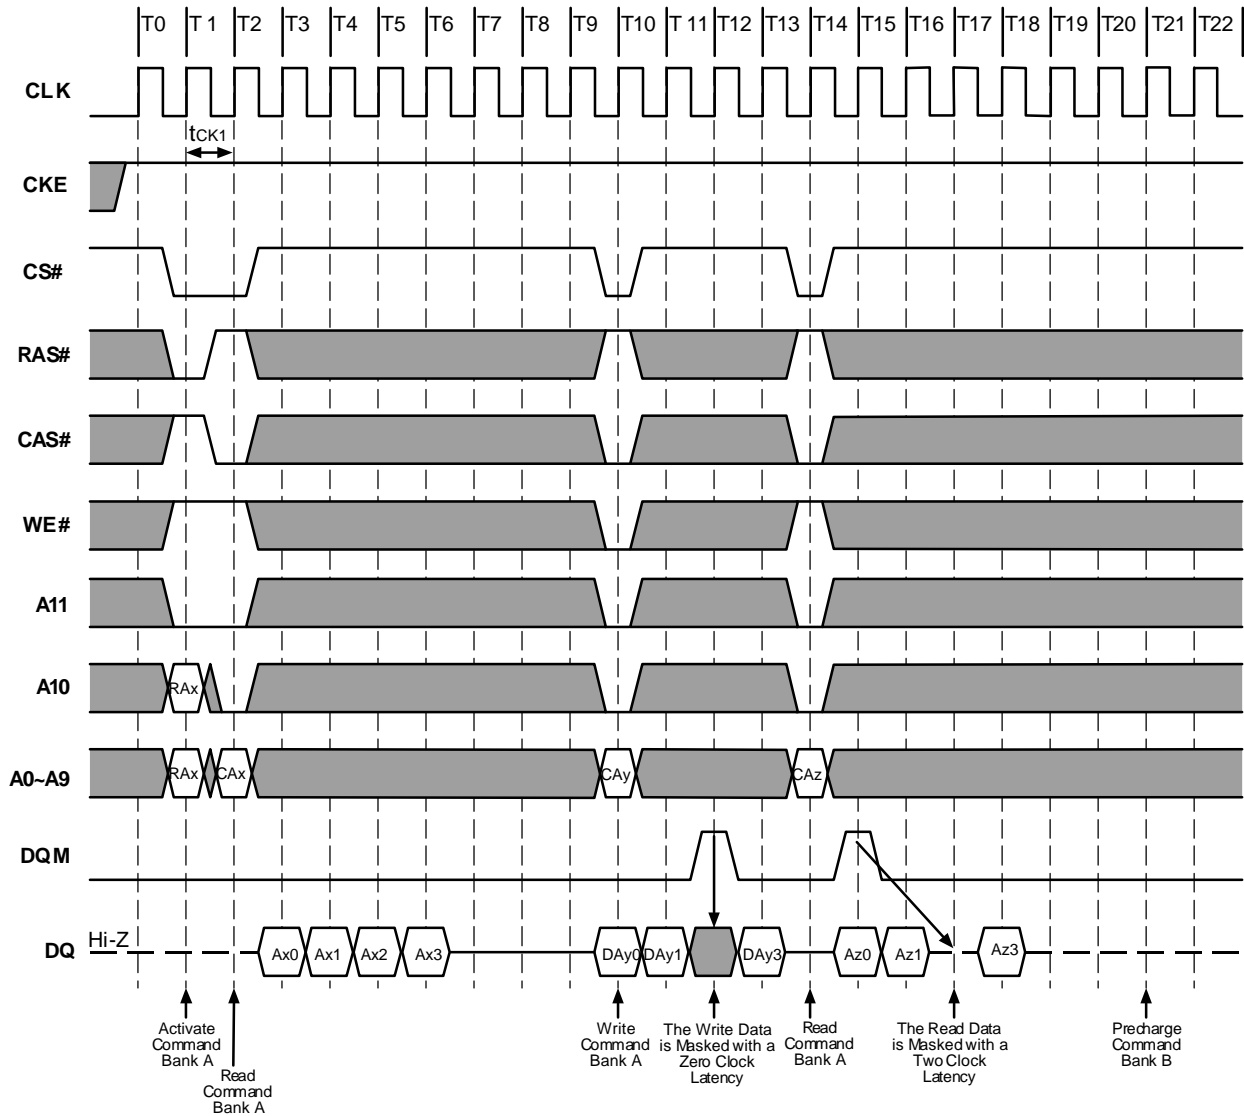 T0 T 1 T2 T3 T4 T5 T6 T7 T8 T9 T10 T 11 T12 T13 T14 T15 T16 T17 T18 T19 T20 T21 T22
CLK
tCK1
CKE
CS#
RAS#
CAS#
WE#
A11
A10 RAx
A0~A9 RAx CAx CAy CAz
DQM
Hi-Z
DQ Ax0 Ax1 Ax2 Ax3 DAy0 DAy1 DAy3 Az0 Az1 Az3
Activate
Command
Bank A
Read
Command
Bank A
Write
Command
Bank A
The Write Data
is Masked with a
Zero Clock
Latency
Read
Command
Bank A
The Read Data
is Masked with a
Two Clock
Latency
Precharge
Command
Bank B